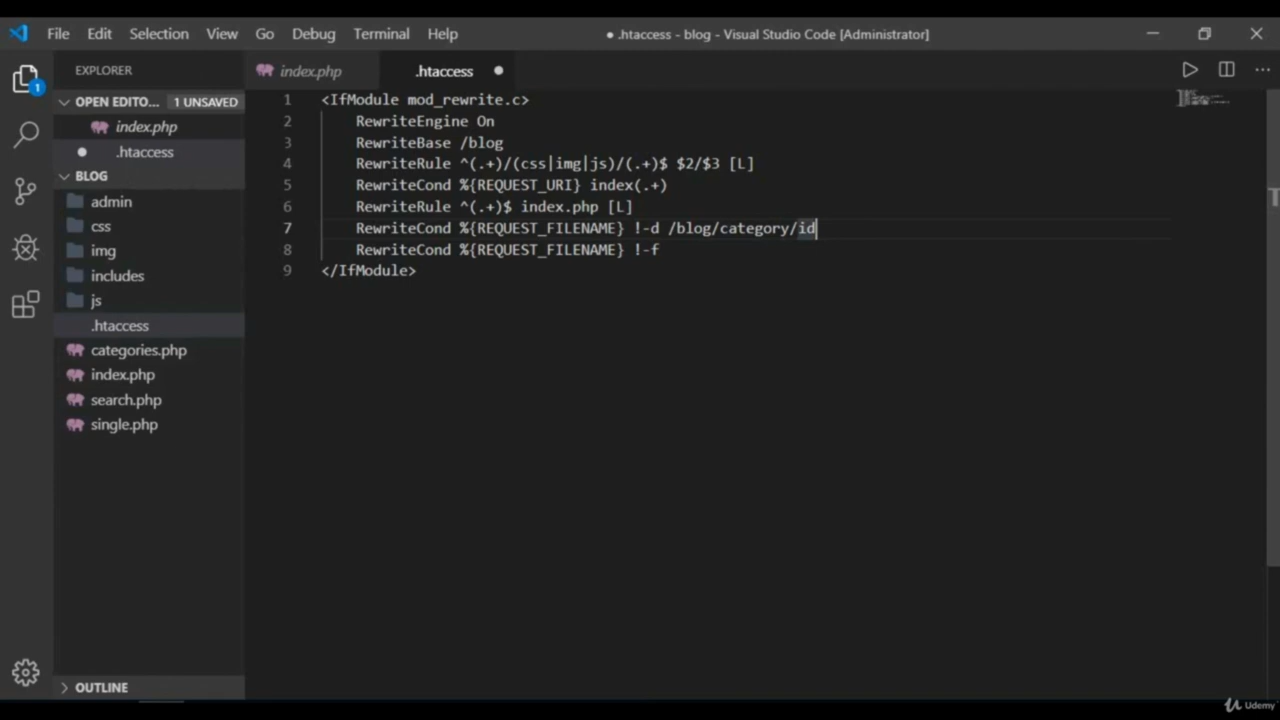 File Edit Selection View Go Debug Terminal Help
● .htaccess - blog - Visual Studio Code [Administrator]
EXPLORER
index.php
.htaccess
1
OPEN EDITO... 1 UNSAVED
index.php
.htaccess
BLOG
admin
css
img
includes
js
.htaccess
categories.php
index.php
search.php
single.php
OUTLINE
1 <IfModule mod_rewrite.c>
2 RewriteEngine On
3 RewriteBase /blog
4 RewriteRule ^(.+)/(css|img|js)/(.+)$ $2/$3 [L]
5 RewriteCond %{REQUEST_URI} index(.+)
6 RewriteRule ^(.+)$ index.php [L]
7 RewriteCond %{REQUEST_FILENAME} !-d /blog/category/id
8 RewriteCond %{REQUEST_FILENAME} !-f
9 </IfModule>
Udemy